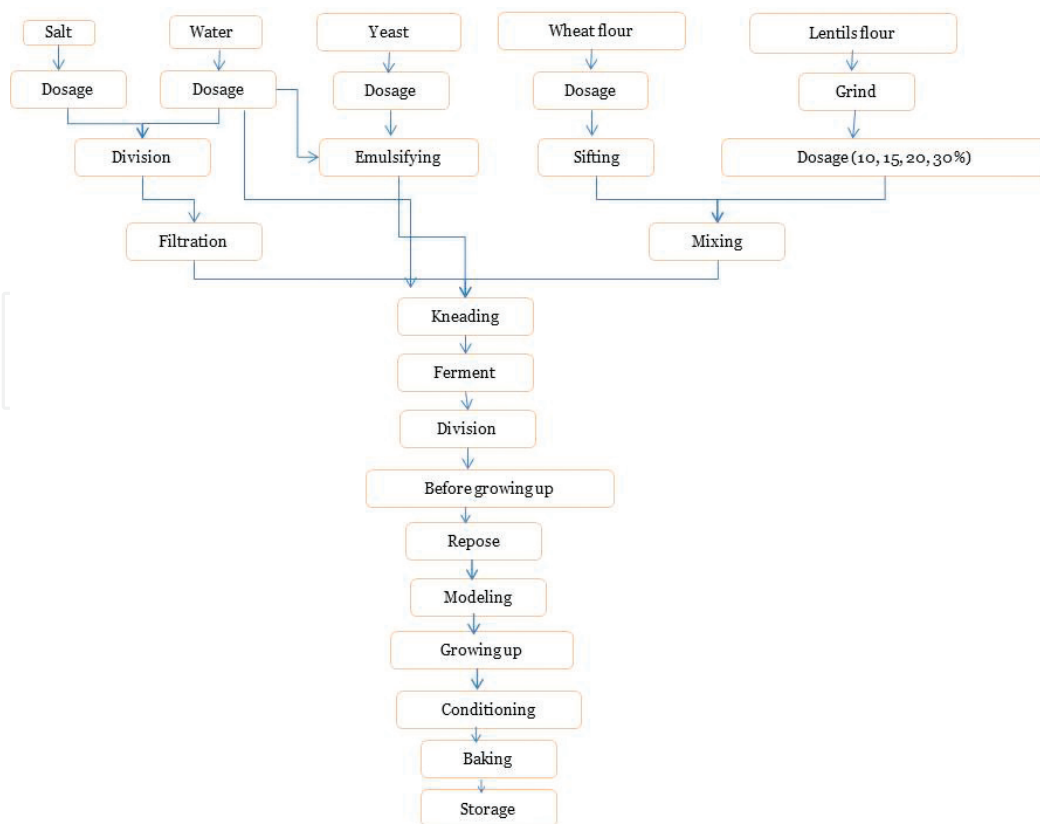 Salt
Water
Yeast
Wheat flour
Lentils flour
Dosage
Dosage
Dosage
Dosage
Grind
Division
Emulsifying
Sifting
Dosage (10, 15, 20, 30%)
Filtration
Mixing
Kneading
Ferment
Division
Before growing up
Repose
Modeling
Growing up
Conditioning
Baking
Storage